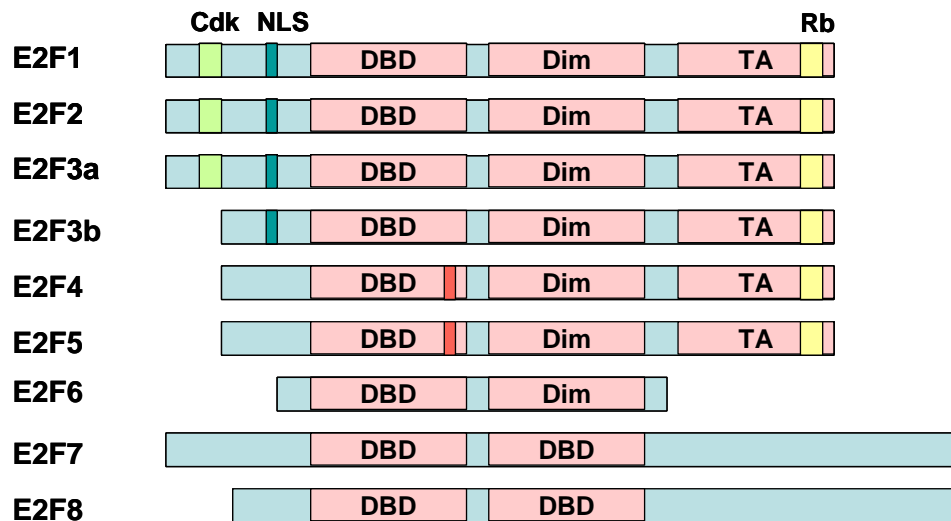 Cdk NLS Rb
E2F1 DBD Dim TA
E2F2 DBD Dim TA
E2F3a DBD Dim TA
E2F3b DBD Dim TA
E2F4 DBD Dim TA
E2F5 DBD Dim TA
E2F6 DBD Dim
E2F7 DBD DBD
E2F8 DBD DBD